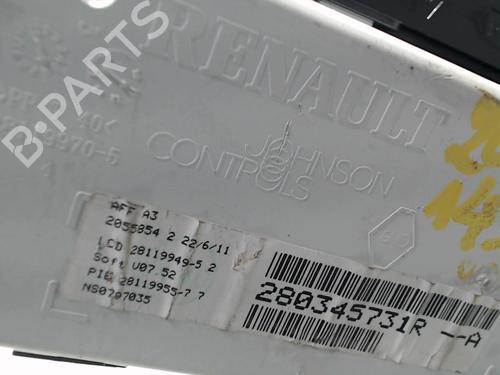 RENAULT
JOHNSON
CONTROLS
AFF A3
2055854 2 22/6/11
LCD 28119949-5 2
Soft V07.52
PIU 28119955-7 7
NS0797035
280345731R --A
B-PARTS